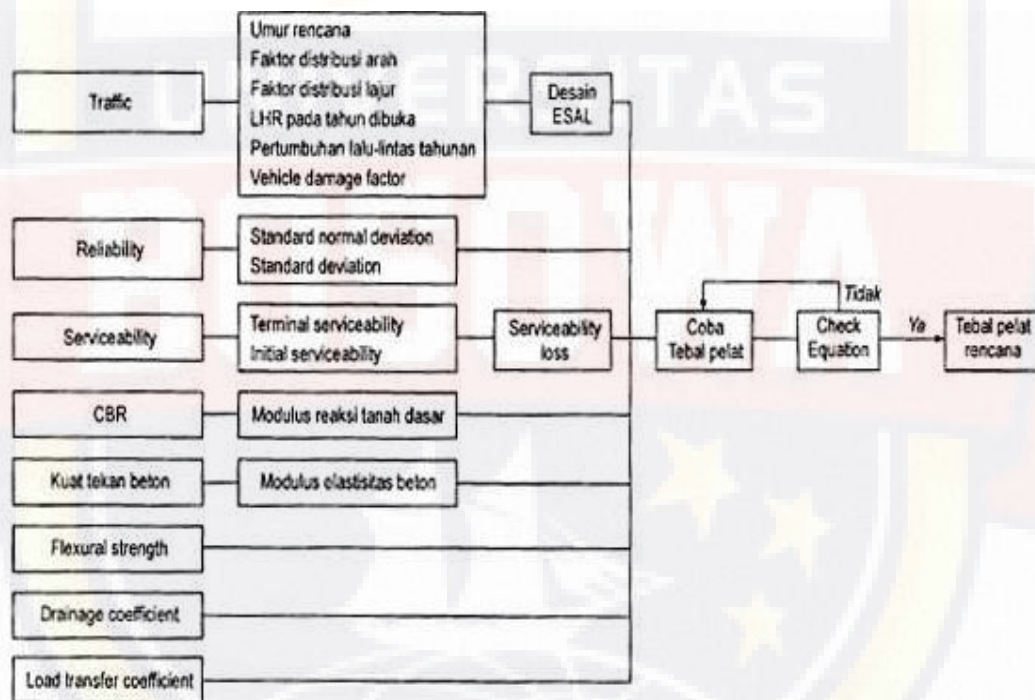 UNIVERSITAS
BOSOWA
Traffic
Umur rencana
Faktor distribusi arah
Faktor distribusi lajur
LHR pada tahun dibuka
Pertumbuhan lalu-lintas tahunan
Vehicle damage factor
Desain
ESAL
Reliability
Standard normal deviation
Standard deviation
Serviceability
Terminal serviceability
Initial serviceability
Serviceability
loss
Coba
Tebal pelat
Tidak
Check
Equation
Ya
Tebal pelat
rencana
CBR
Modulus reaksi tanah dasar
Kuat tekan beton
Modulus elastisitas beton
Flexural strength
Drainage coefficient
Load transfer coefficient